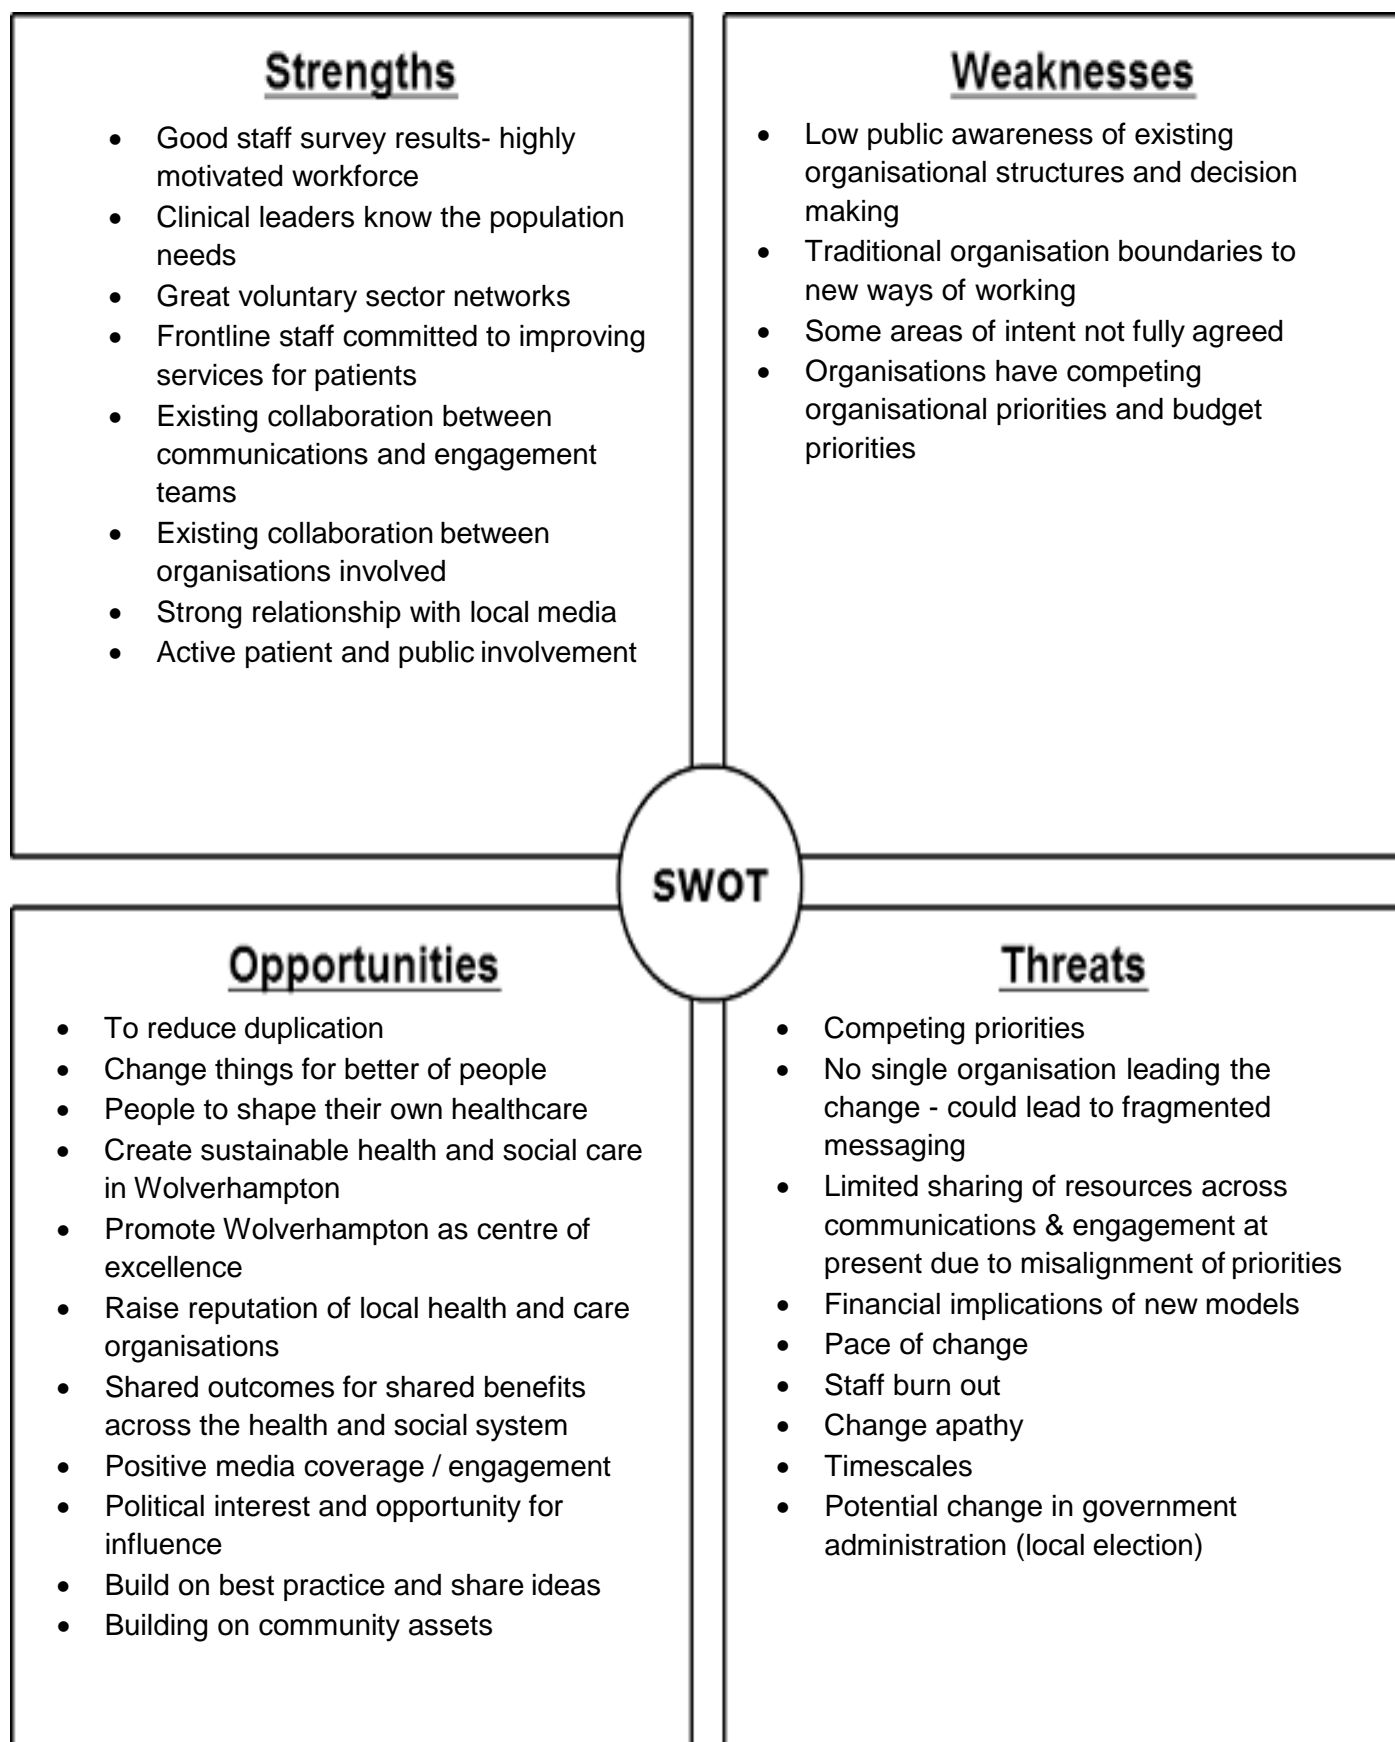 Strengths
• Good staff survey results- highly
motivated workforce
• Clinical leaders know the population
needs
• Great voluntary sector networks
• Frontline staff committed to improving
services for patients
• Existing collaboration between
communications and engagement
teams
• Existing collaboration between
organisations involved
• Strong relationship with local media
• Active patient and public involvement
Weaknesses
• Low public awareness of existing
organisational structures and decision
making
• Traditional organisation boundaries to
new ways of working
• Some areas of intent not fully agreed
• Organisations have competing
organisational priorities and budget
priorities
SWOT
Opportunities
• To reduce duplication
• Change things for better of people
• People to shape their own healthcare
• Create sustainable health and social care
in Wolverhampton
• Promote Wolverhampton as centre of
excellence
• Raise reputation of local health and care
organisations
• Shared outcomes for shared benefits
across the health and social system
• Positive media coverage / engagement
• Political interest and opportunity for
influence
• Build on best practice and share ideas
• Building on community assets
Threats
• Competing priorities
• No single organisation leading the
change - could lead to fragmented
messaging
• Limited sharing of resources across
communications & engagement at
present due to misalignment of priorities
• Financial implications of new models
• Pace of change
• Staff burn out
• Change apathy
• Timescales
• Potential change in government
administration (local election)